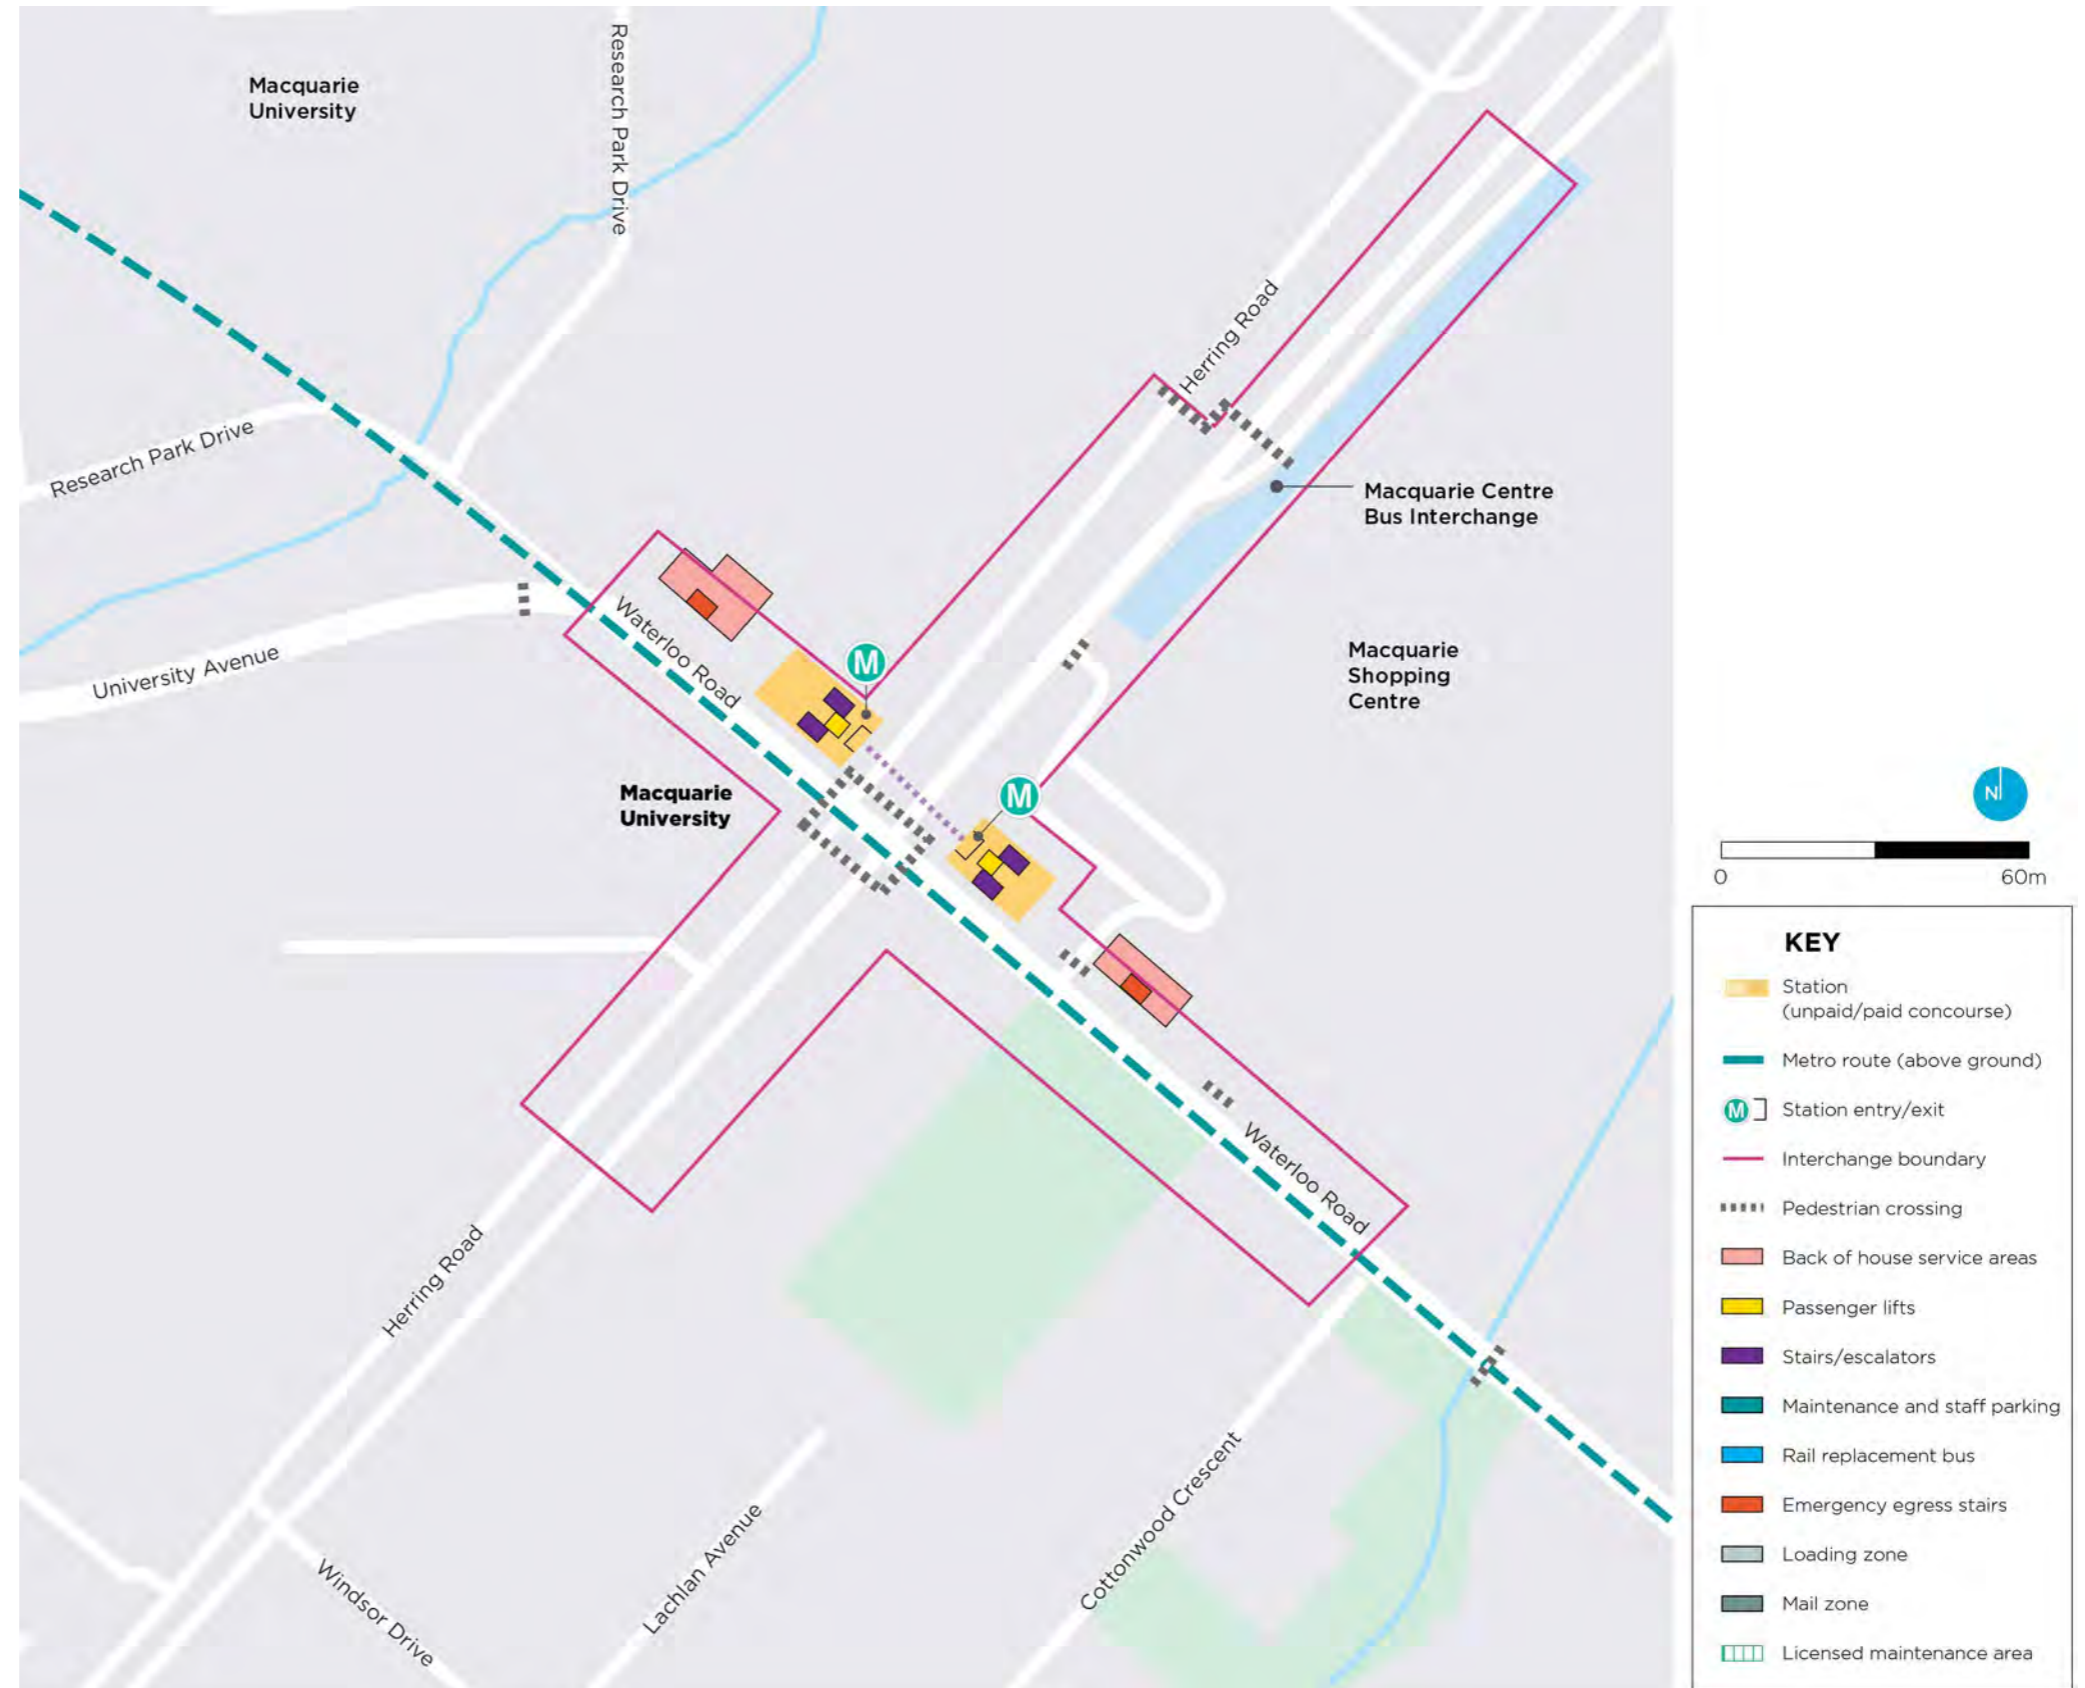 Macquarie
University
Research Park Drive
Research Park Drive
University Avenue
Waterloo Road
Herring Road
Macquarie Centre
Bus Interchange
M
Macquarie
Shopping
Centre
M
Macquarie
University
Waterloo Road
Herring Road
Windsor Drive
Lachlan Avenue
Cottonwood Crescent
N
0
60m
KEY
Station
(unpaid/paid concourse)
Metro route (above ground)
M
Station entry/exit
Interchange boundary
Pedestrian crossing
Back of house service areas
Passenger lifts
Stairs/escalators
Maintenance and staff parking
Rail replacement bus
Emergency egress stairs
Loading zone
Mail zone
Licensed maintenance area